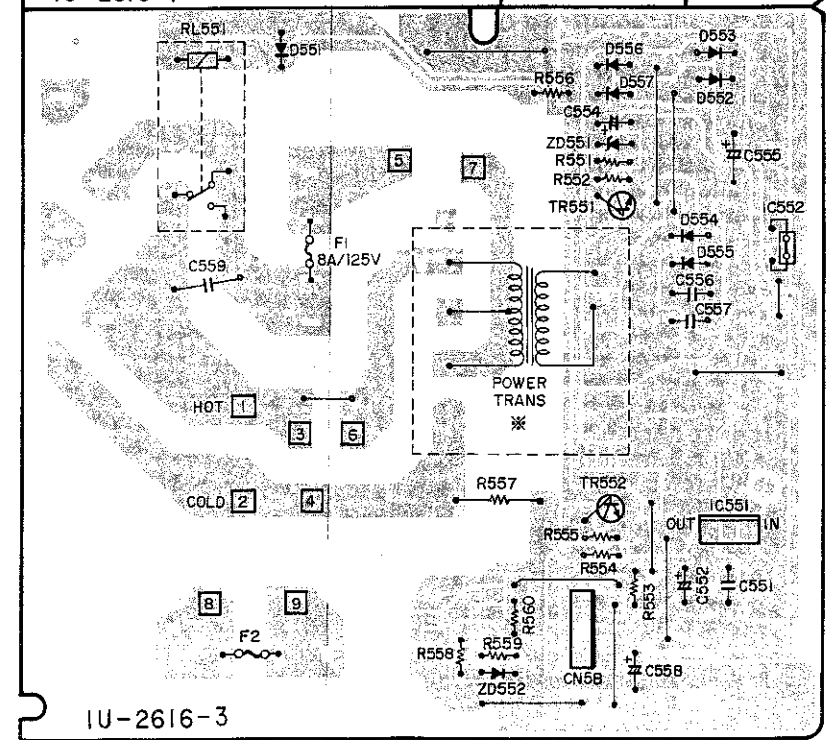 RL551
D551
D556
D553
R556
D557
D552
C554
ZD551
R551
R552
TR551
C555
5
7
IC552
D554
D555
C556
C557
F1
8A/125V
C559
POWER
TRANS
※
HOT 1
3
6
COLD 2
4
R557
TR552
OUT IC551 IN
R555
R554
R553
C552
C551
8
9
F2
R560
R558
R559
ZD552
CN5B
C558
1U-2616-3